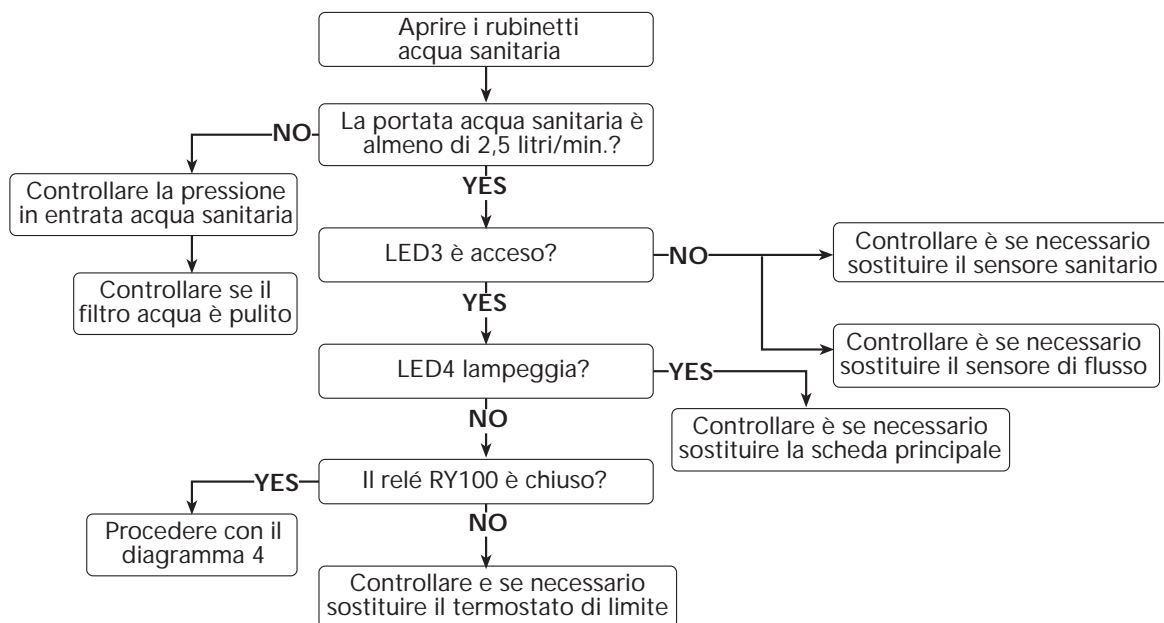 Aprire i rubinetti
acqua sanitaria
La portata acqua sanitaria è
almeno di 2,5 litri/min.?
NO
YES
Controllare la pressione
in entrata acqua sanitaria
Controllare se il
filtro acqua è pulito
LED3 è acceso?
NO
Controllare è se necessario
sostituire il sensore sanitario
Controllare è se necessario
sostituire il sensore di flusso
YES
LED4 lampeggia?
YES
Controllare è se necessario
sostituire la scheda principale
NO
Il relé RY100 è chiuso?
YES
Procedere con il
diagramma 4
NO
Controllare e se necessario
sostituire il termostato di limite